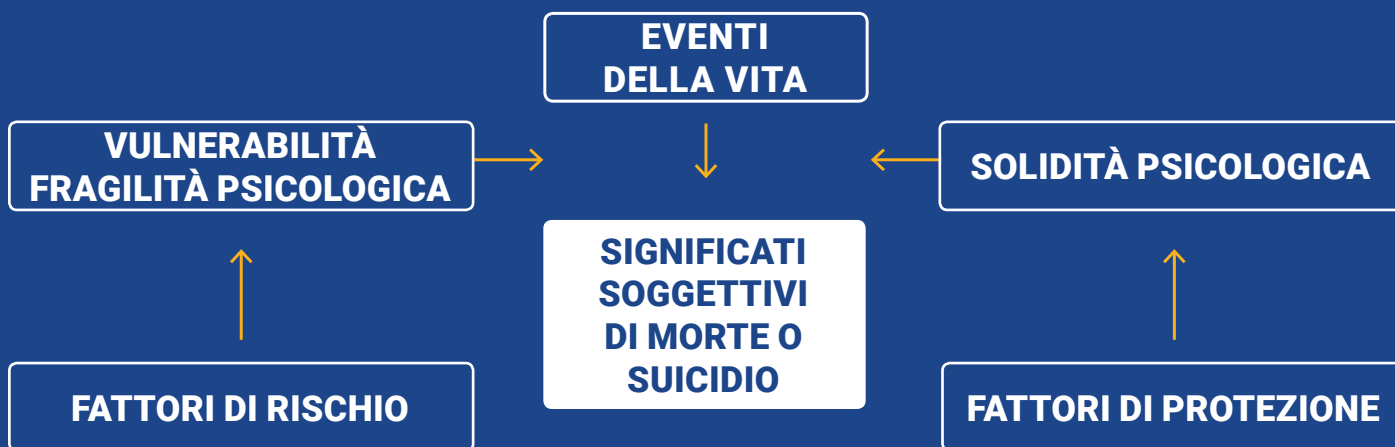 EVENTI
DELLA VITA
VULNERABILITÀ
FRAGILITÀ PSICOLOGICA
SOLIDITÀ PSICOLOGICA
SIGNIFICATI
SOGGETTIVI
DI MORTE O
SUICIDIO
FATTORI DI RISCHIO
FATTORI DI PROTEZIONE